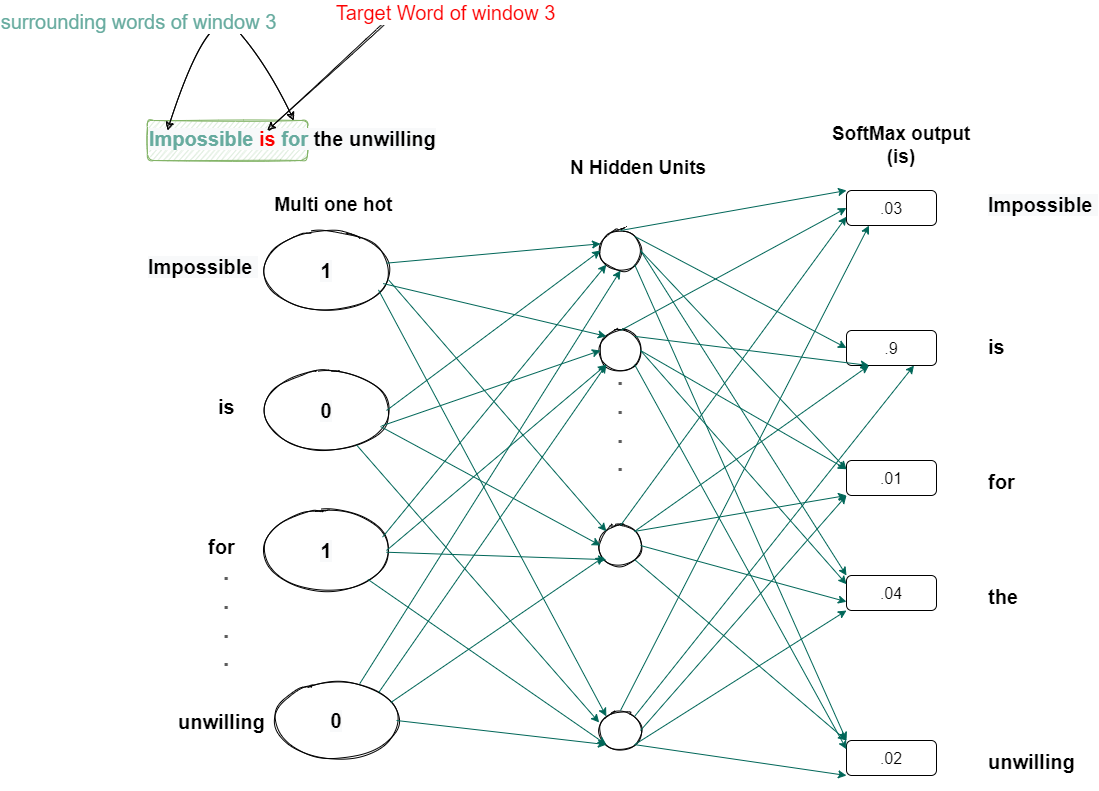 surrounding words of window 3
Target Word of window 3
Impossible is for the unwilling
SoftMax output
(is)
N Hidden Units
Multi one hot
Impossible
1
is
0
for
1
unwilling
0
.03
Impossible
.9
is
.01
for
.04
the
.02
unwilling